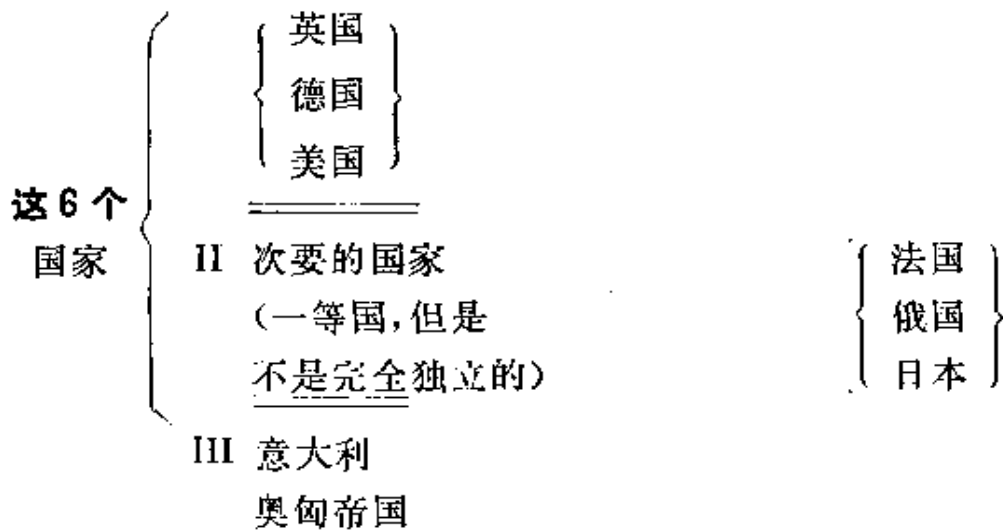 英国
德国
美国
这6个
国家
II 次要的国家
(一等国,但是
不是完全独立的)
法国
俄国
日本
III 意大利
奥匈帝国